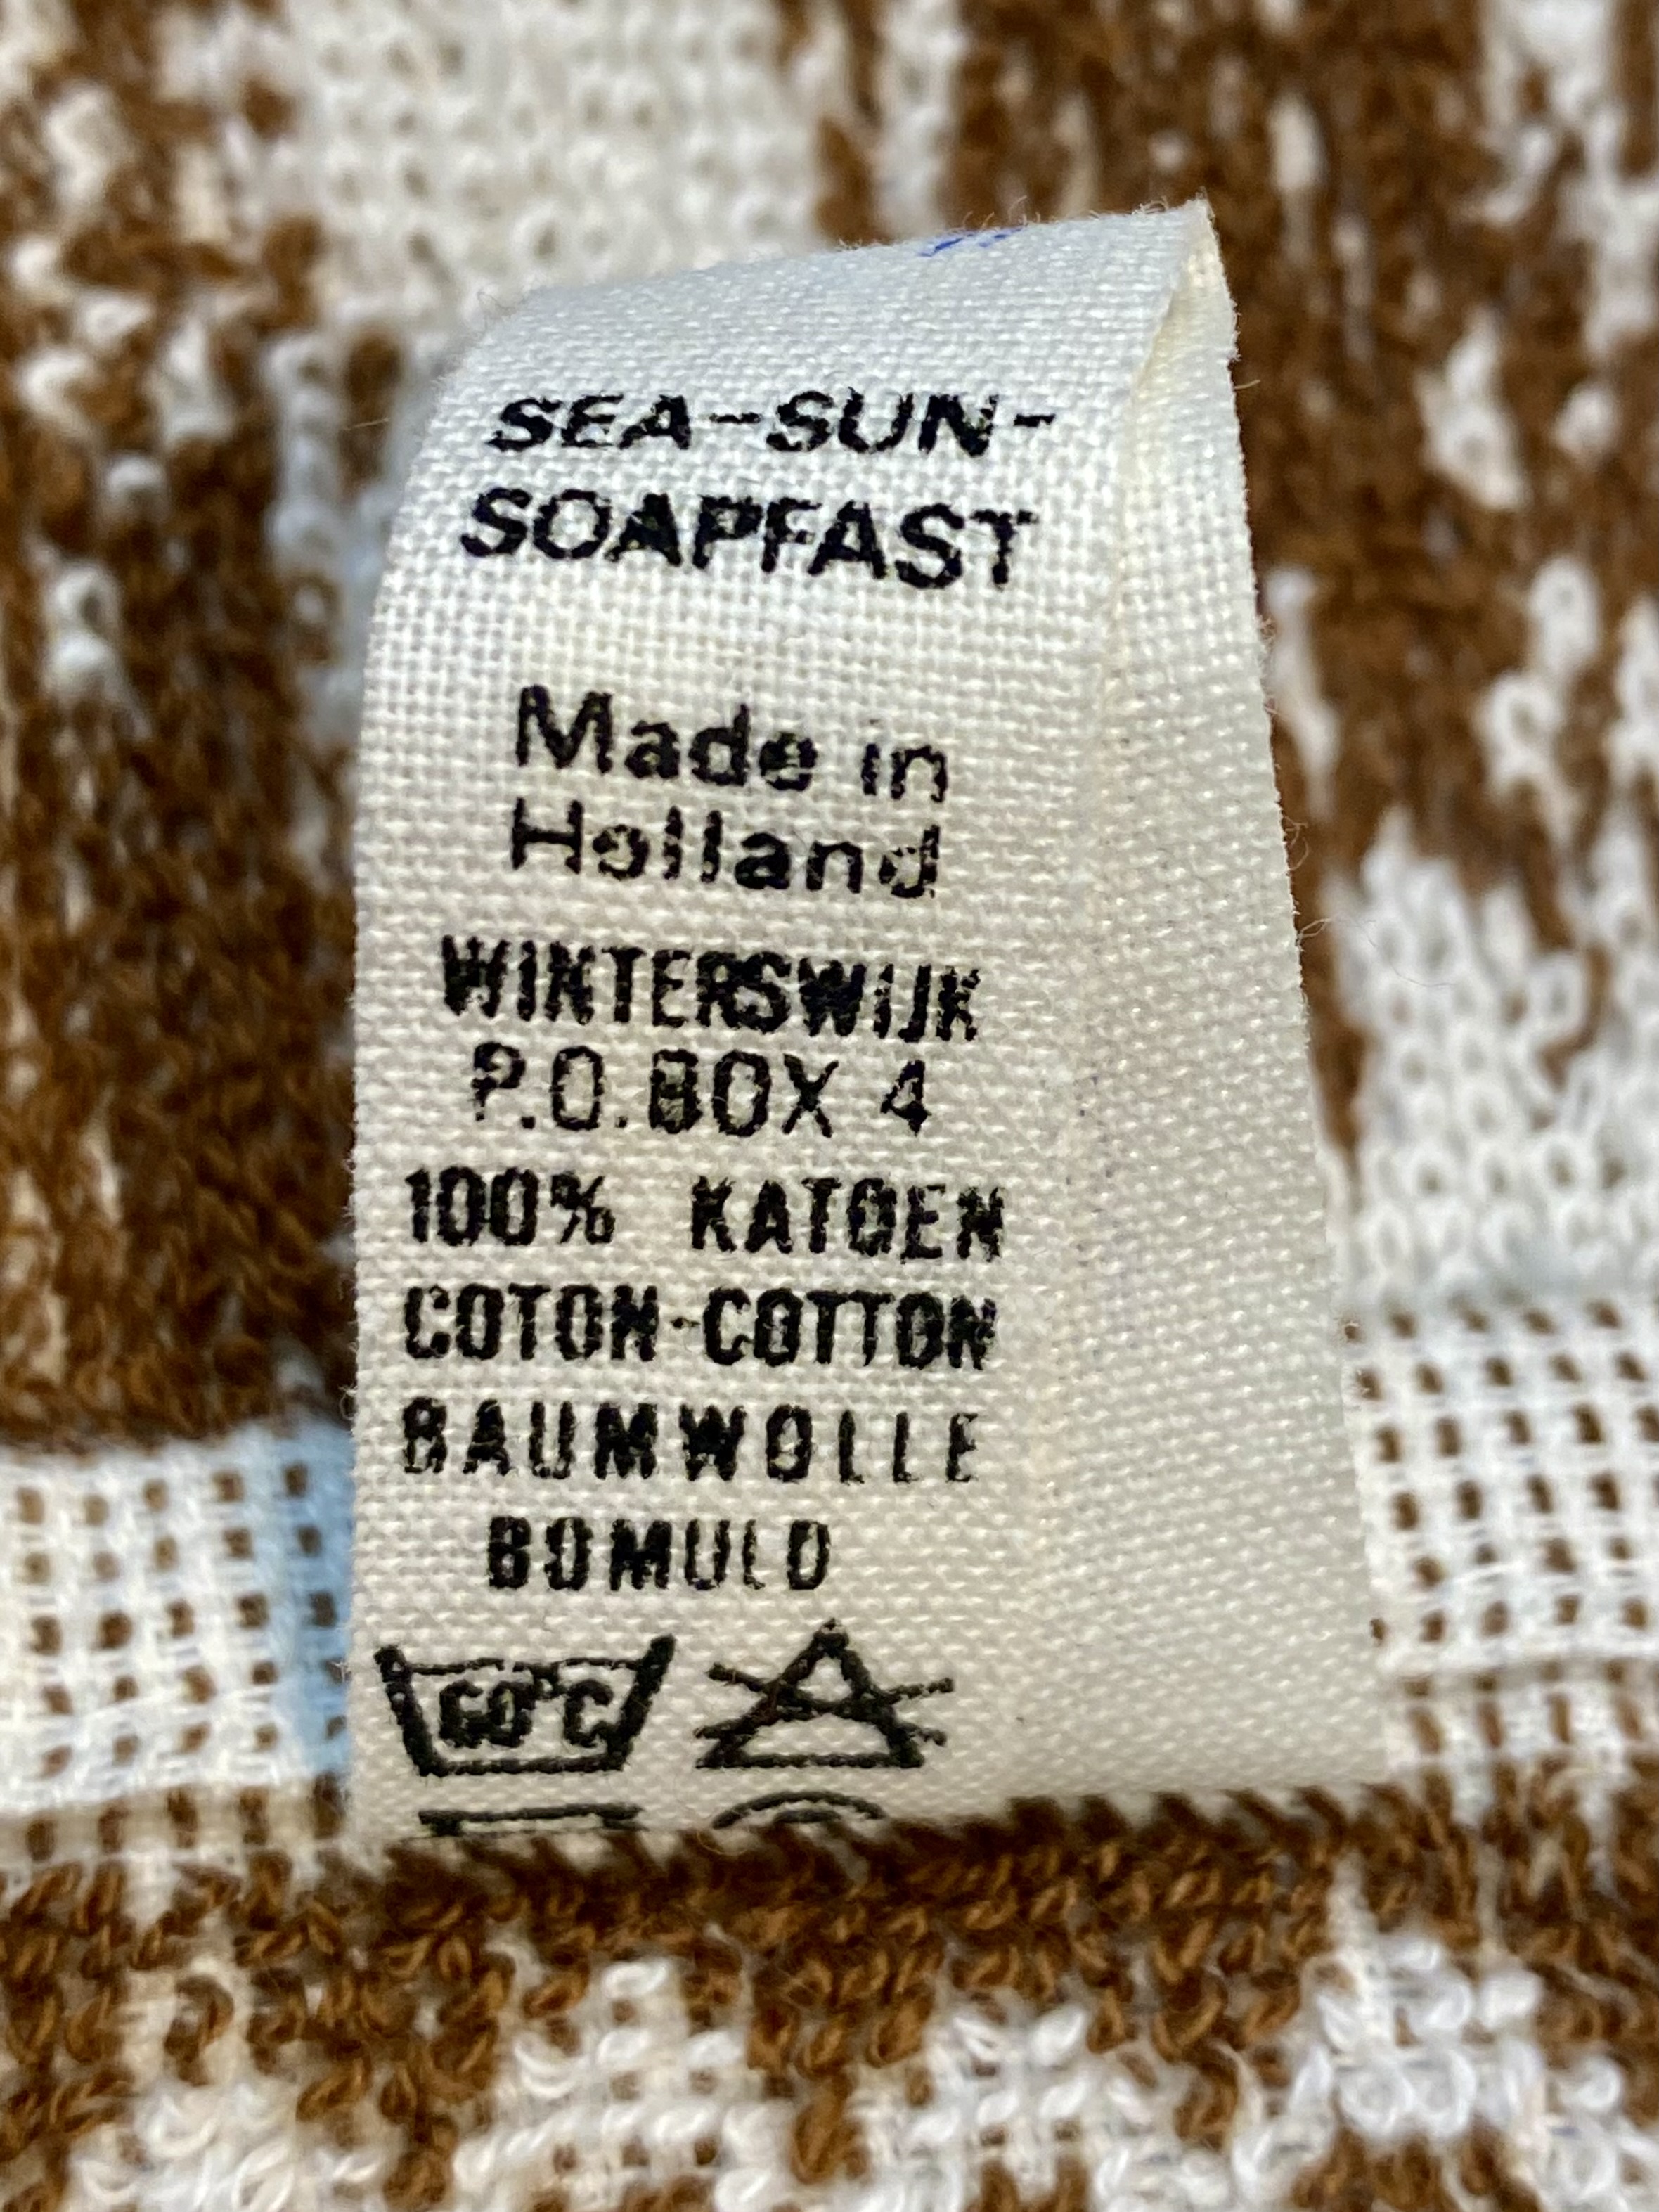 SEA-SUN-
SOAPFAST
Made in
Holland
WINTERSWIJK
P.O.BOX 4
100% KATOEN
COTON-COTTON
BAUMWOLLE
BOMULD
60°C